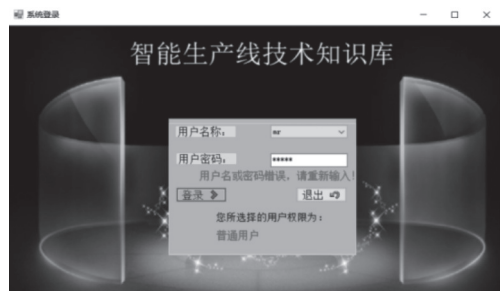 系统登录
智能生产线技术知识库
用户名称:
mr
用户密码:
*****
用户名或密码错误，请重新输入!
登录
退出
您所选择的用户权限为:
普通用户